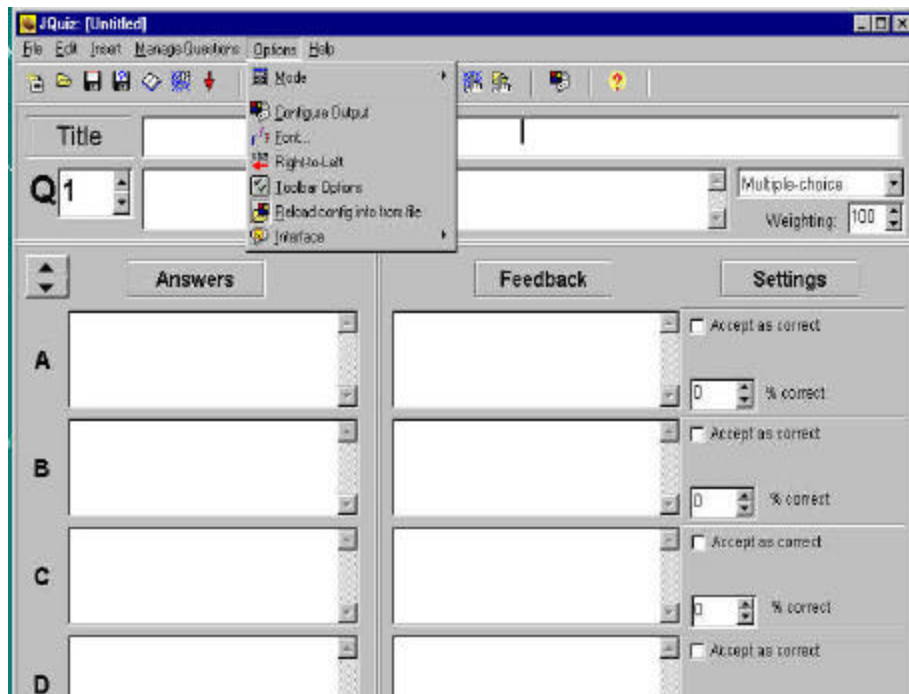 JQuiz: [Untitled]
File Edit Insert Manage Questions Options Help
Mode
Configure Output
Font...
Right-to-Left
Toolbar Options
Reload config info from file
Interface
Title
Q 1
Multiple-choice
Weighting: 100
Answers Feedback Settings
A
Accept as correct
0 % correct
B
Accept as correct
0 % correct
C
Accept as correct
0 % correct
D
Accept as correct